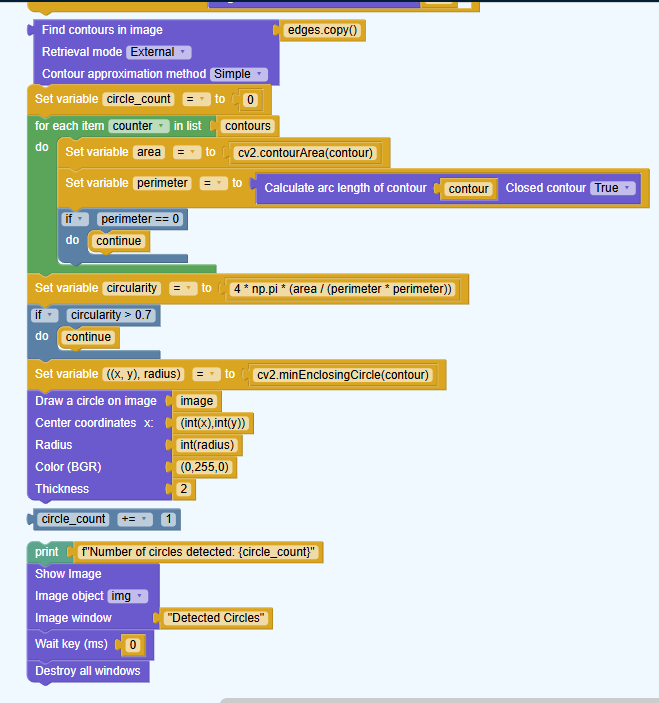 Find contours in image edges.copy()
Retrieval mode External
Contour approximation method Simple
Set variable circle_count = to 0
for each item counter in list contours
do Set variable area = to cv2.contourArea(contour)
Set variable perimeter = to Calculate arc length of contour contour Closed contour True
if perimeter == 0
do continue
Set variable circularity = to 4 * np.pi * (area / (perimeter * perimeter))
if circularity > 0.7
do continue
Set variable ((x, y), radius) = to cv2.minEnclosingCircle(contour)
Draw a circle on image image
Center coordinates x: (int(x),int(y))
Radius int(radius)
Color (BGR) (0,255,0)
Thickness 2
circle_count += 1
print f"Number of circles detected: {circle_count}"
Show Image
Image object img
Image window "Detected Circles"
Wait key (ms) 0
Destroy all windows